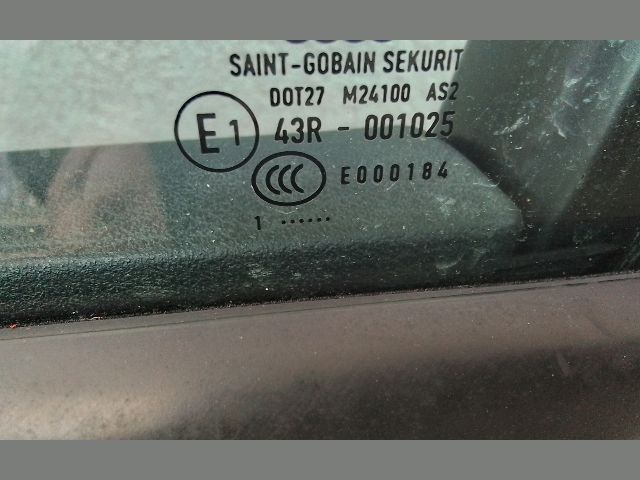 SAINT-GOBAIN SEKURIT
DOT27 M24100 AS2
E1 43R - 001025
CCC E000184
1 ......